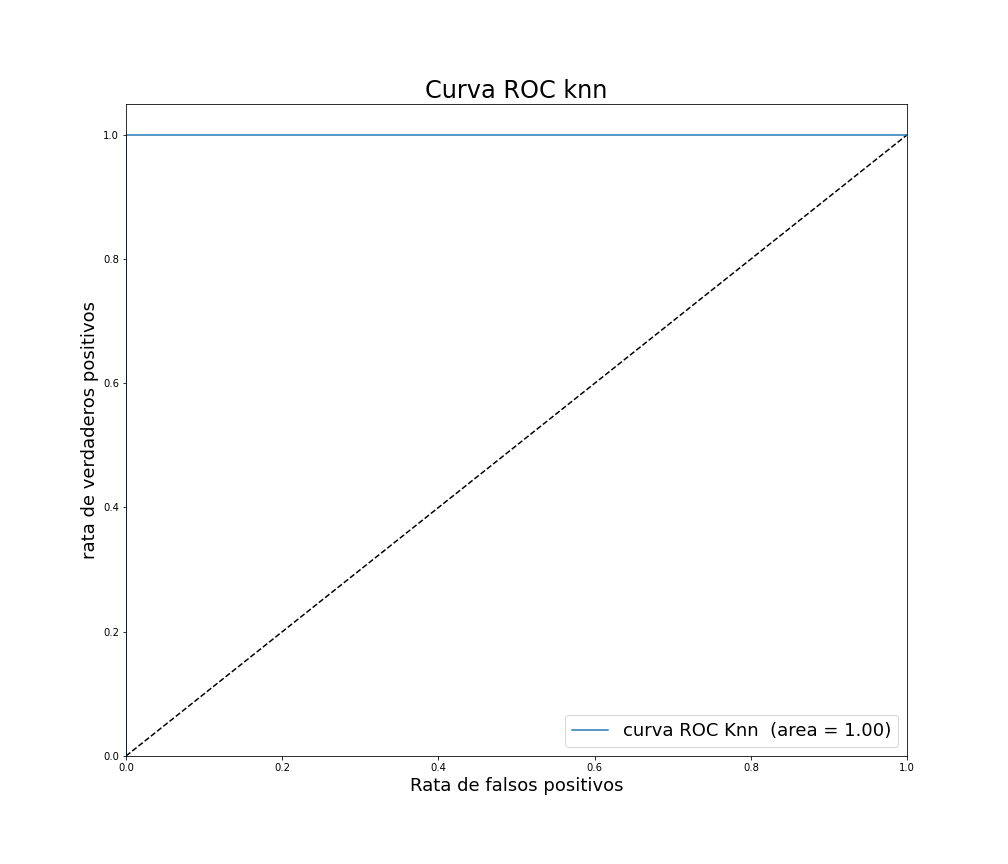 Curva ROC knn
1.0
0.8
0.6
0.4
0.2
0.0
rata de verdaderos positivos
curva ROC Knn  (area = 1.00)
0.0 0.2 0.4 0.6 0.8 1.0
Rata de falsos positivos